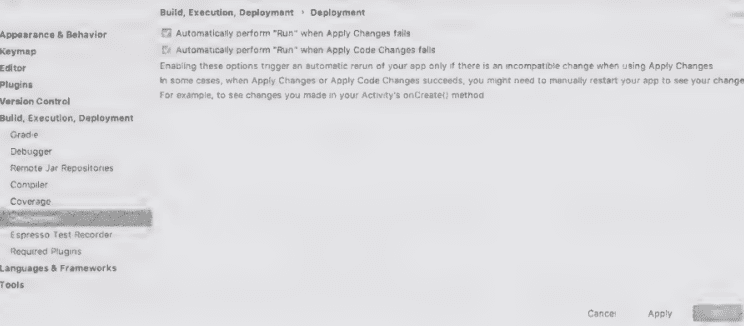 Build, Execution, Deployment › Deployment
Appearance & Behavior
Keymap
Editor
Plugins
Version Control
Build, Execution, Deployment
Gradle
Debugger
Remote Jar Repositories
Compiler
Coverage
Espresso Test Recorder
Required Plugins
Languages & Frameworks
Tools
Automatically perform "Run" when Apply Changes fails
Automatically perform "Run" when Apply Code Changes fails
Enabling these options trigger an automatic rerun of your app only if there is an incompatible change when using Apply Changes
In some cases, when Apply Changes or Apply Code Changes succeeds, you might need to manually restart your app to see your change
For example, to see changes you made in your Activity's onCreate() method
Cancel
Apply